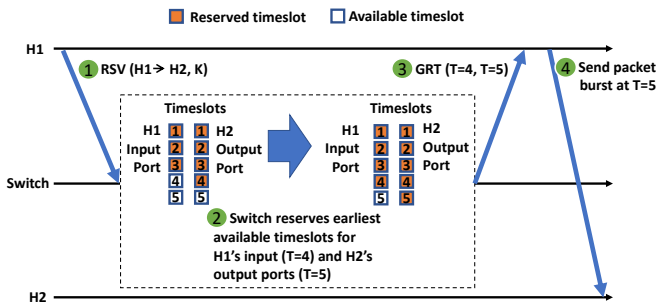 Reserved timeslot
Available timeslot
H1
1 RSV (H1→ H2, K)
3 GRT (T=4, T=5)
4 Send packet
burst at T=5
Timeslots
H1 1 1 H2
Input 2 2 Output
Port 3 3 Port
4 4
5 5
Timeslots
H1 1 1 H2
Input 2 2 Output
Port 3 3 Port
4 4
5 5
Switch
2 Switch reserves earliest
available timeslots for
H1's input (T=4) and H2's
output ports (T=5)
H2